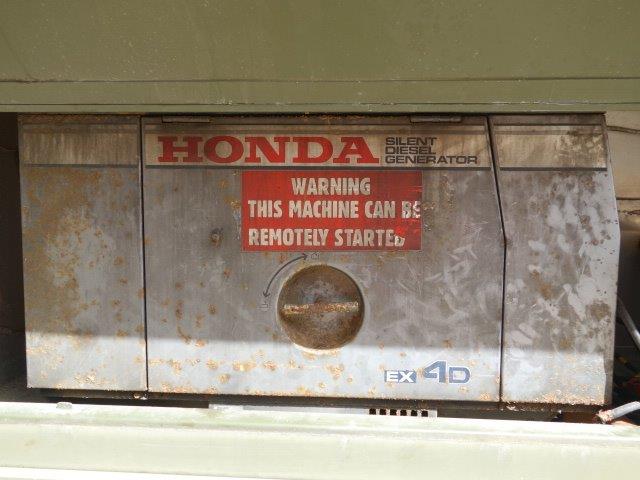 HONDA
SILENT
DIESEL
GENERATOR
WARNING
THIS MACHINE CAN BE
REMOTELY STARTED
EX 4D